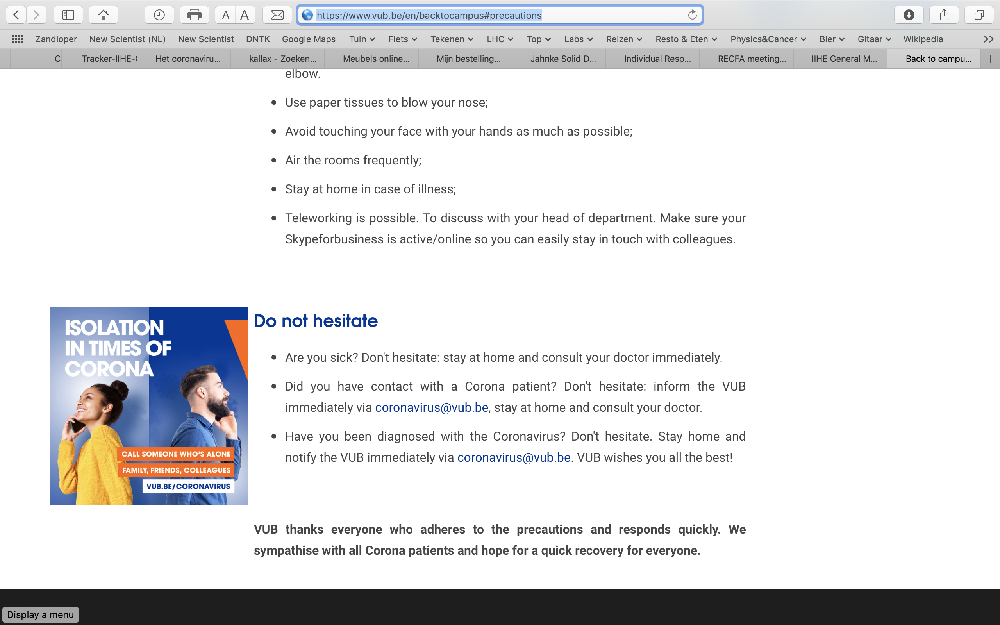 A A
https://www.vub.be/en/backtocampus#precautions
Zandloper New Scientist (NL) New Scientist DNTK Google Maps Tuin Fiets Tekenen LHC Top Labs Reizen Resto & Eten Physics&Cancer Bier Gitaar Wikipedia
C Tracker-IIHE- Het coronaviru... kallax - Zoeken... Meubels online... Mijn bestelling... Jahnke Solid D... Individual Resp... RECFA meeting... IIHE General M... Back to campu...
elbow.
• Use paper tissues to blow your nose;
• Avoid touching your face with your hands as much as possible;
• Air the rooms frequently;
• Stay at home in case of illness;
• Teleworking is possible. To discuss with your head of department. Make sure your
Skypeforbusiness is active/online so you can easily stay in touch with colleagues.
ISOLATION
IN TIMES OF
CORONA
CALL SOMEONE WHO'S ALONE
FAMILY, FRIENDS, COLLEAGUES
VUB.BE/CORONAVIRUS
Do not hesitate
• Are you sick? Don't hesitate: stay at home and consult your doctor immediately.
• Did you have contact with a Corona patient? Don't hesitate: inform the VUB
immediately via coronavirus@vub.be, stay at home and consult your doctor.
• Have you been diagnosed with the Coronavirus? Don't hesitate. Stay home and
notify the VUB immediately via coronavirus@vub.be. VUB wishes you all the best!
VUB thanks everyone who adheres to the precautions and responds quickly. We
sympathise with all Corona patients and hope for a quick recovery for everyone.
Display a menu